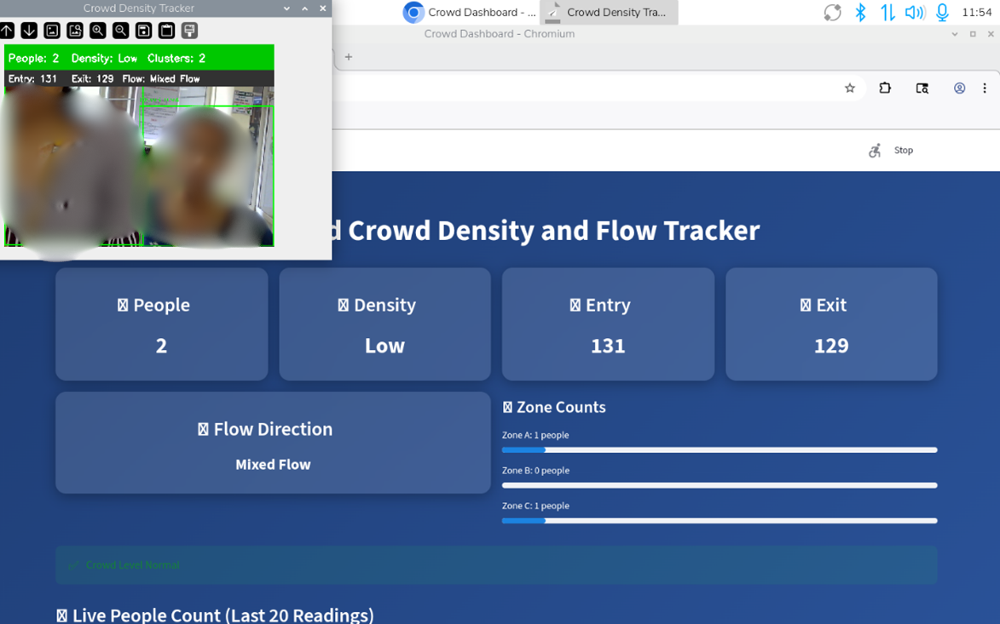 Crowd Density Tracker
Crowd Dashboard - ...
Crowd Density Tra...
11:54
Crowd Dashboard - Chromium
People: 2 Density: Low Clusters: 2
Entry: 131 Exit: 129 Flow: Mixed Flow
Stop
d Crowd Density and Flow Tracker
People
2
Density
Low
Entry
131
Exit
129
Flow Direction
Mixed Flow
Zone Counts
Zone A: 1 people
Zone B: 0 people
Zone C: 1 people
Crowd Level Normal
Live People Count (Last 20 Readings)